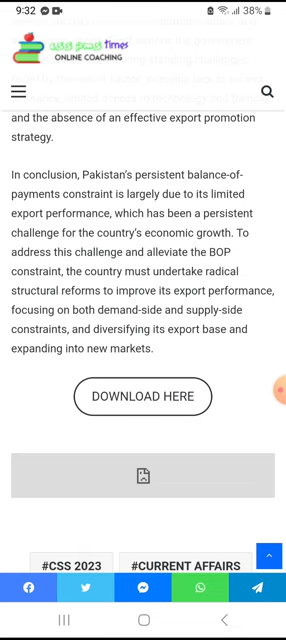 9:32
38%
times
ONLINE COACHING
and the absence of an effective export promotion
strategy.
In conclusion, Pakistan's persistent balance-of-
payments constraint is largely due to its limited
export performance, which has been a persistent
challenge for the country's economic growth. To
address this challenge and alleviate the BOP
constraint, the country must undertake radical
structural reforms to improve its export performance,
focusing on both demand-side and supply-side
constraints, and diversifying its export base and
expanding into new markets.
DOWNLOAD HERE
#CSS 2023
#CURRENT AFFAIRS